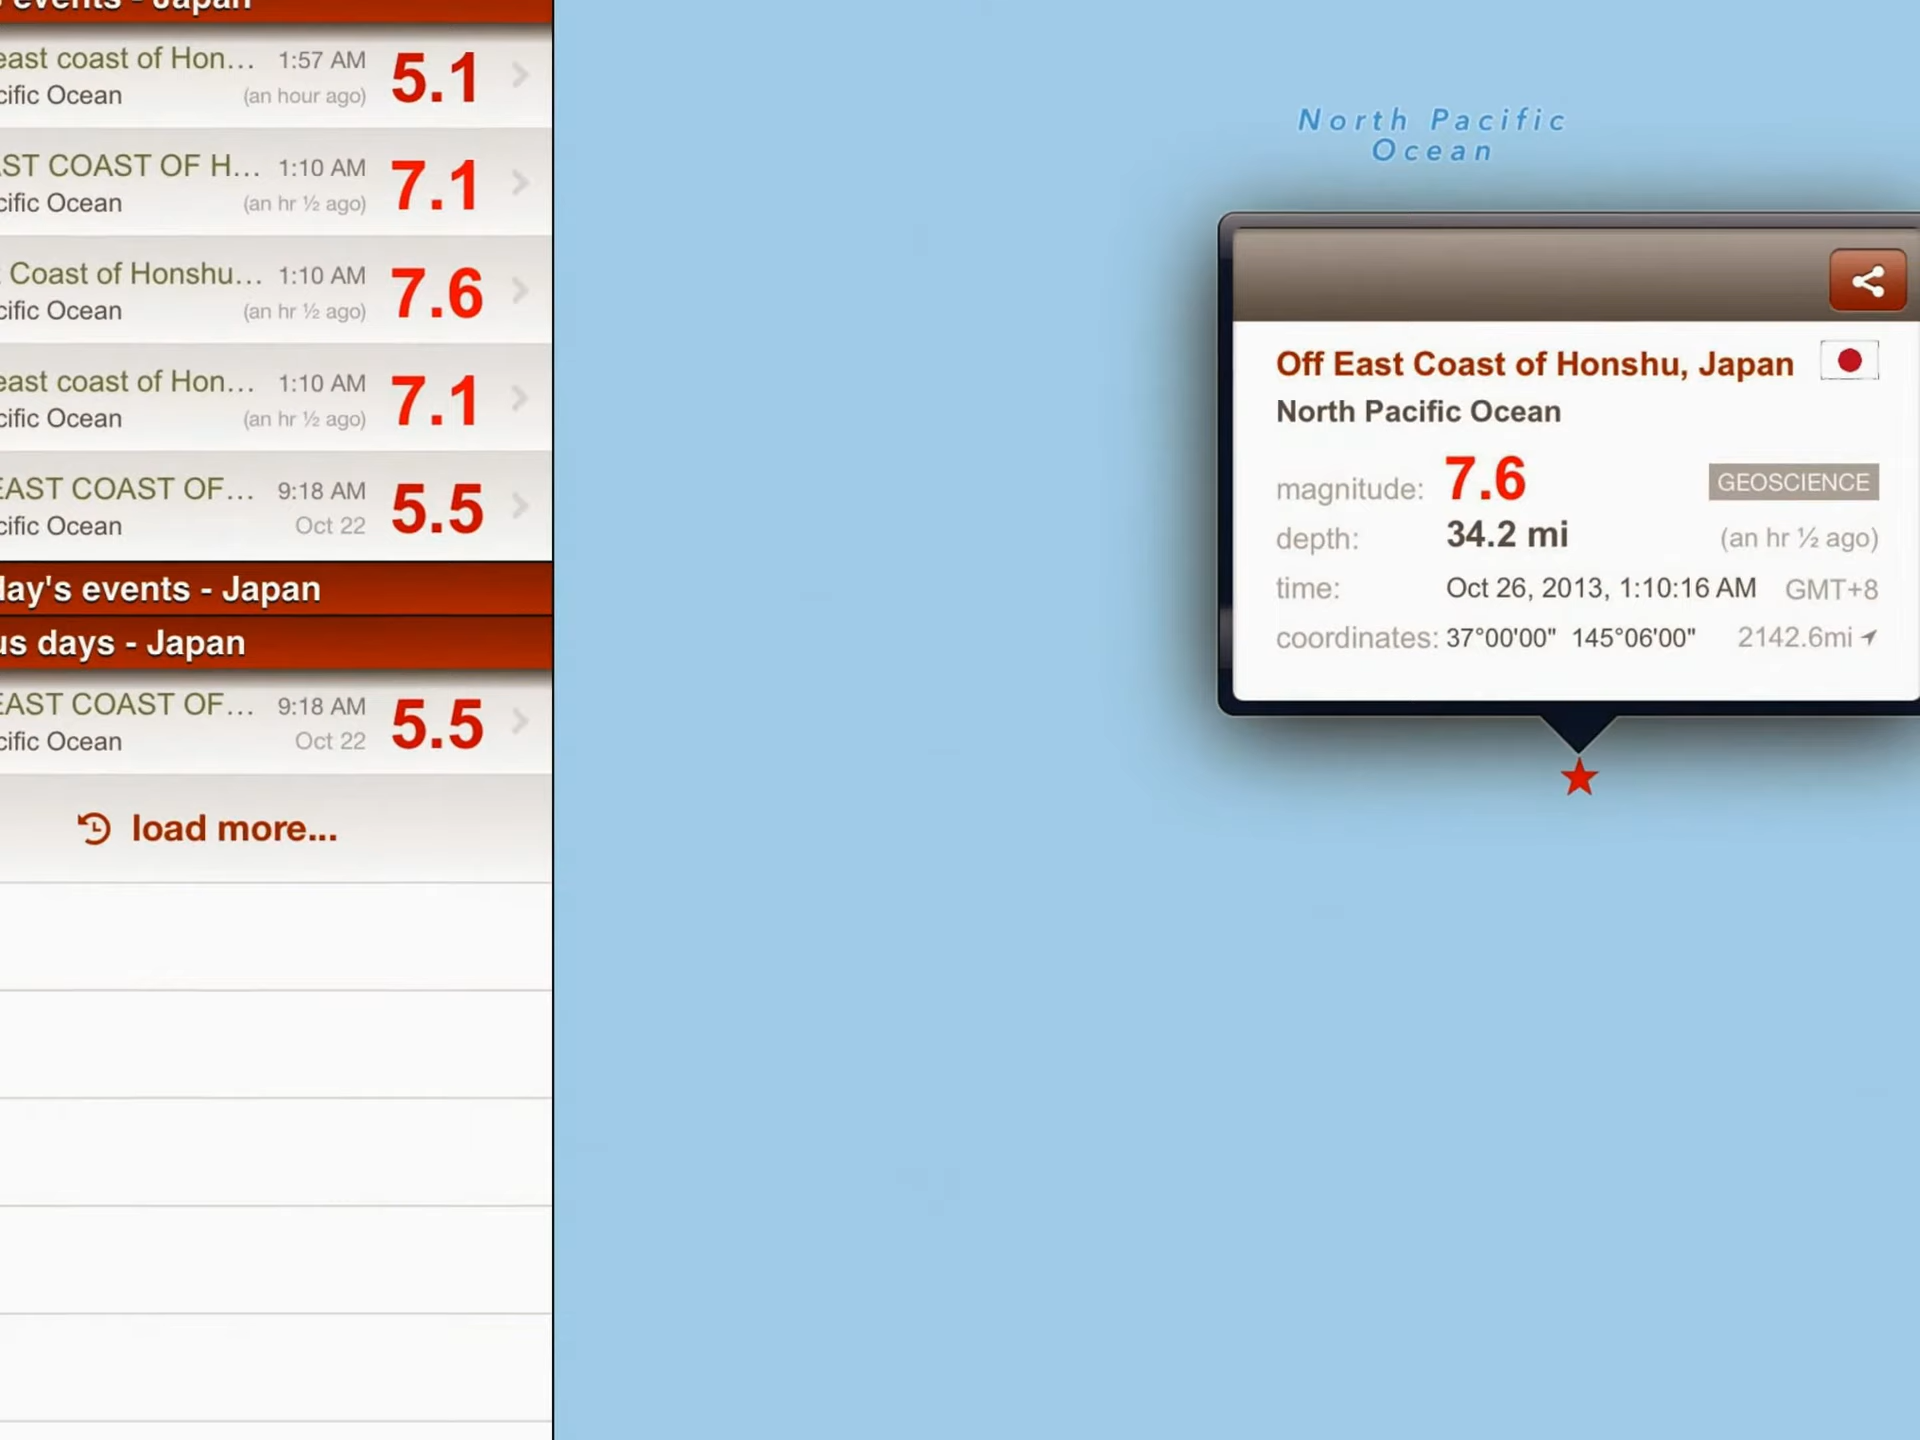 events - Japan
east coast of Hon... 1:57 AM 5.1
cific Ocean (an hour ago)
AST COAST OF H... 1:10 AM 7.1
cific Ocean (an hr ½ ago)
Coast of Honshu... 1:10 AM 7.6
cific Ocean (an hr ½ ago)
east coast of Hon... 1:10 AM 7.1
cific Ocean (an hr ½ ago)
EAST COAST OF... 9:18 AM 5.5
cific Ocean Oct 22
lay's events - Japan
us days - Japan
EAST COAST OF... 9:18 AM 5.5
cific Ocean Oct 22
load more...
North Pacific
Ocean
Off East Coast of Honshu, Japan
North Pacific Ocean
magnitude: 7.6 GEOSCIENCE
depth: 34.2 mi (an hr ½ ago)
time: Oct 26, 2013, 1:10:16 AM GMT+8
coordinates: 37°00'00" 145°06'00" 2142.6mi